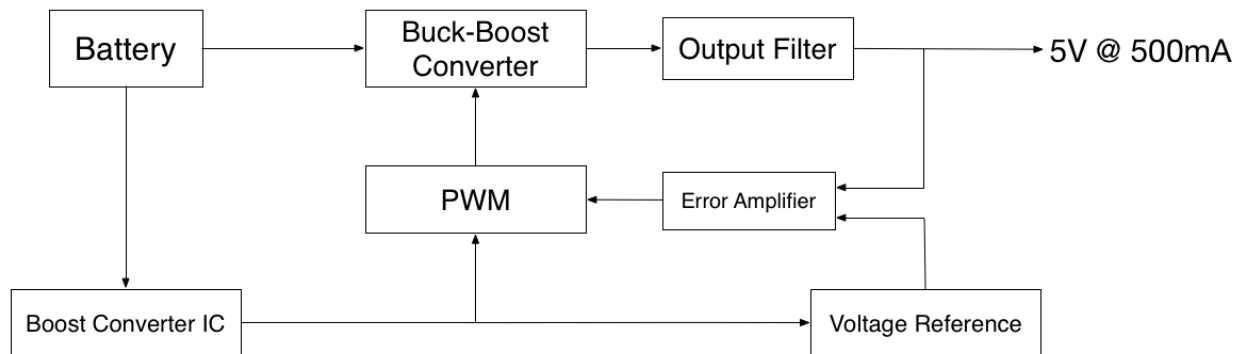 Battery
Buck-Boost
Converter
Output Filter
5V @ 500mA
PWM
Error Amplifier
Boost Converter IC
Voltage Reference